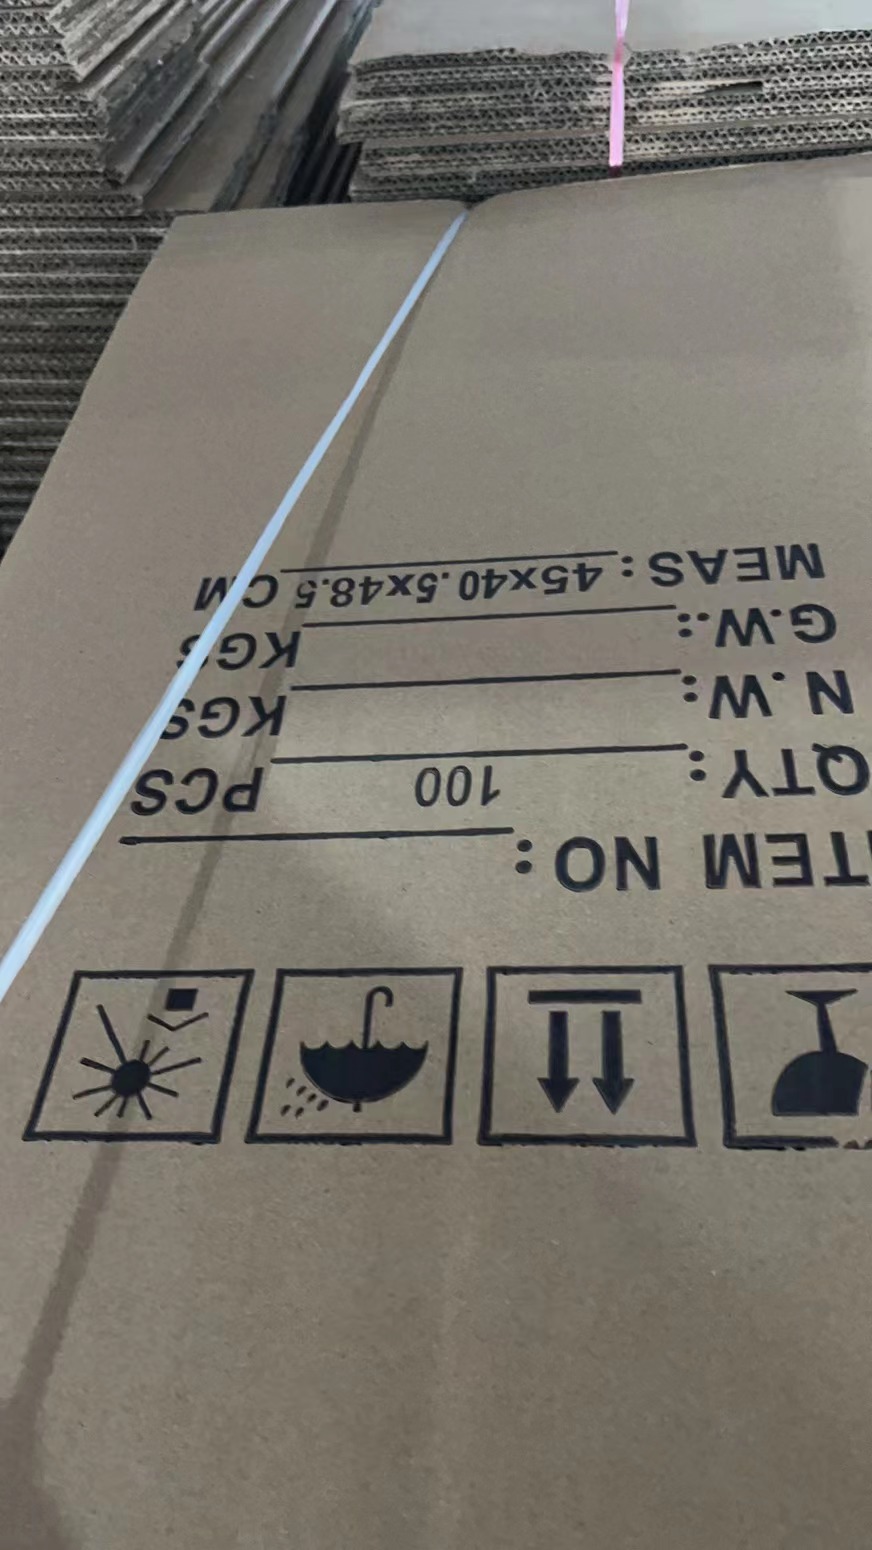 ITEM NO:
QTY: 100 PCS
N.W: KGS
G.W.: KGS
MEAS: 45x40.5x48.5 CM